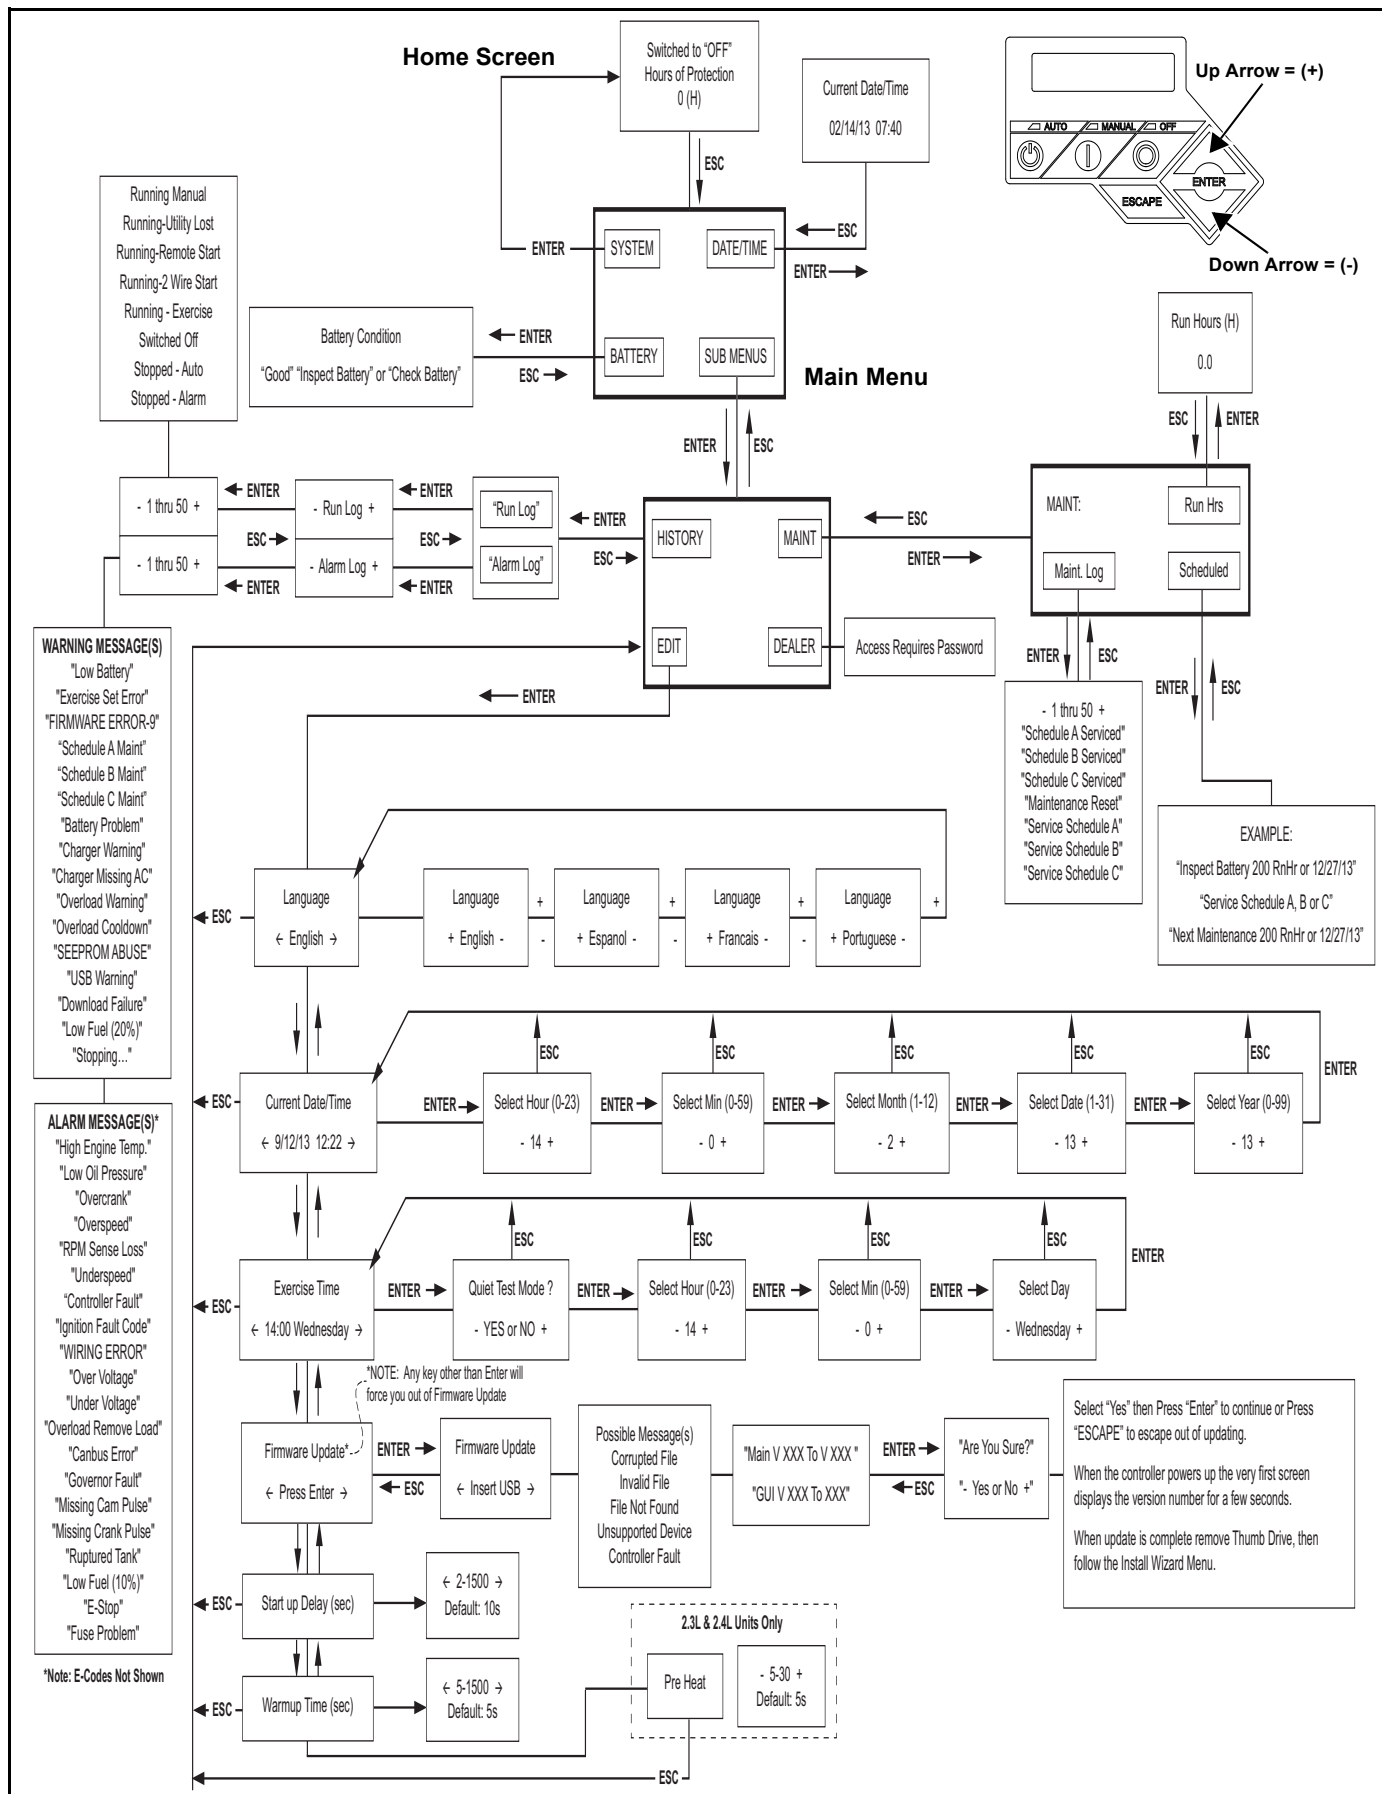 Home Screen
Switched to “OFF”
Hours of Protection
0 (H)
Current Date/Time
02/14/13  07:40
ESC
AUTO
MANUAL
OFF
ENTER
ESCAPE
Up Arrow = (+)
Down Arrow = (-)
ENTER
SYSTEM
DATE/TIME
ESC
ENTER
BATTERY
SUB MENUS
Main Menu
Battery Condition
“Good” “Inspect Battery” or “Check Battery”
ENTER
ESC
Running Manual
Running-Utility Lost
Running-Remote Start
Running-2 Wire Start
Running - Exercise
Switched Off
Stopped - Auto
Stopped - Alarm
ENTER
ESC
Run Hours (H)
0.0
ESC
ENTER
- 1 thru 50 +
ENTER
- Run Log +
ENTER
“Run Log”
ENTER
ESC
ESC
ESC
- 1 thru 50 +
ENTER
- Alarm Log +
ENTER
“Alarm Log”
HISTORY
MAINT
EDIT
DEALER
Access Requires Password
ESC
ENTER
MAINT:
Run Hrs
Maint. Log
Scheduled
ENTER
ESC
ENTER
ESC
ENTER
- 1 thru 50 +
"Schedule A Serviced"
"Schedule B Serviced"
"Schedule C Serviced"
"Maintenance Reset"
"Service Schedule A"
"Service Schedule B"
"Service Schedule C"
EXAMPLE:
“Inspect Battery 200 RnHr or 12/27/13”
“Service Schedule A, B or C”
“Next Maintenance 200 RnHr or 12/27/13”
WARNING MESSAGE(S)
"Low Battery"
"Exercise Set Error"
"FIRMWARE ERROR-9"
“Schedule A Maint”
“Schedule B Maint”
“Schedule C Maint”
"Battery Problem"
"Charger Warning"
"Charger Missing AC"
"Overload Warning"
"Overload Cooldown"
"SEEPROM ABUSE"
"USB Warning"
"Download Failure"
"Low Fuel (20%)"
"Stopping..."
ALARM MESSAGE(S)*
"High Engine Temp."
"Low Oil Pressure"
"Overcrank"
"Overspeed"
"RPM Sense Loss"
"Underspeed"
“Controller Fault"
"Ignition Fault Code"
"WIRING ERROR"
"Over Voltage"
"Under Voltage"
"Overload Remove Load"
"Canbus Error"
"Governor Fault"
"Missing Cam Pulse"
"Missing Crank Pulse"
"Ruptured Tank"
"Low Fuel (10%)"
"E-Stop"
"Fuse Problem"
*Note: E-Codes Not Shown
ESC
Language
← English →
Language
+ English -
+
-
Language
+ Espanol -
+
-
Language
+ Francais -
+
-
Language
+ Portuguese -
+
ESC
Current Date/Time
← 9/12/13  12:22 →
ENTER
Select Hour (0-23)
- 14 +
ESC
ENTER
Select Min (0-59)
- 0 +
ESC
ENTER
Select Month (1-12)
- 2 +
ESC
ENTER
Select Date (1-31)
- 13 +
ESC
ENTER
Select Year (0-99)
- 13 +
ESC
ENTER
ESC
Exercise Time
← 14:00 Wednesday →
ENTER
Quiet Test Mode ?
- YES or NO +
ESC
ENTER
Select Hour (0-23)
- 14 +
ESC
ENTER
Select Min (0-59)
- 0 +
ESC
ENTER
Select Day
- Wednesday +
ESC
ENTER
*NOTE: Any key other than Enter will
force you out of Firmware Update
Firmware Update*
← Press Enter →
ENTER
ESC
Firmware Update
← Insert USB →
Possible Message(s)
Corrupted File
Invalid File
File Not Found
Unsupported Device
Controller Fault
"Main V XXX To V XXX "
"GUI V XXX To XXX"
ENTER
ESC
"Are You Sure?"
"- Yes or No +"
Select “Yes” then Press “Enter” to continue or Press
“ESCAPE” to escape out of updating.
When the controller powers up the very first screen
displays the version number for a few seconds.
When update is complete remove Thumb Drive, then
follow the Install Wizard Menu.
ESC
Start up Delay (sec)
← 2-1500 →
Default: 10s
ESC
Warmup Time (sec)
← 5-1500 →
Default: 5s
2.3L & 2.4L Units Only
Pre Heat
- 5-30 +
Default: 5s
ESC